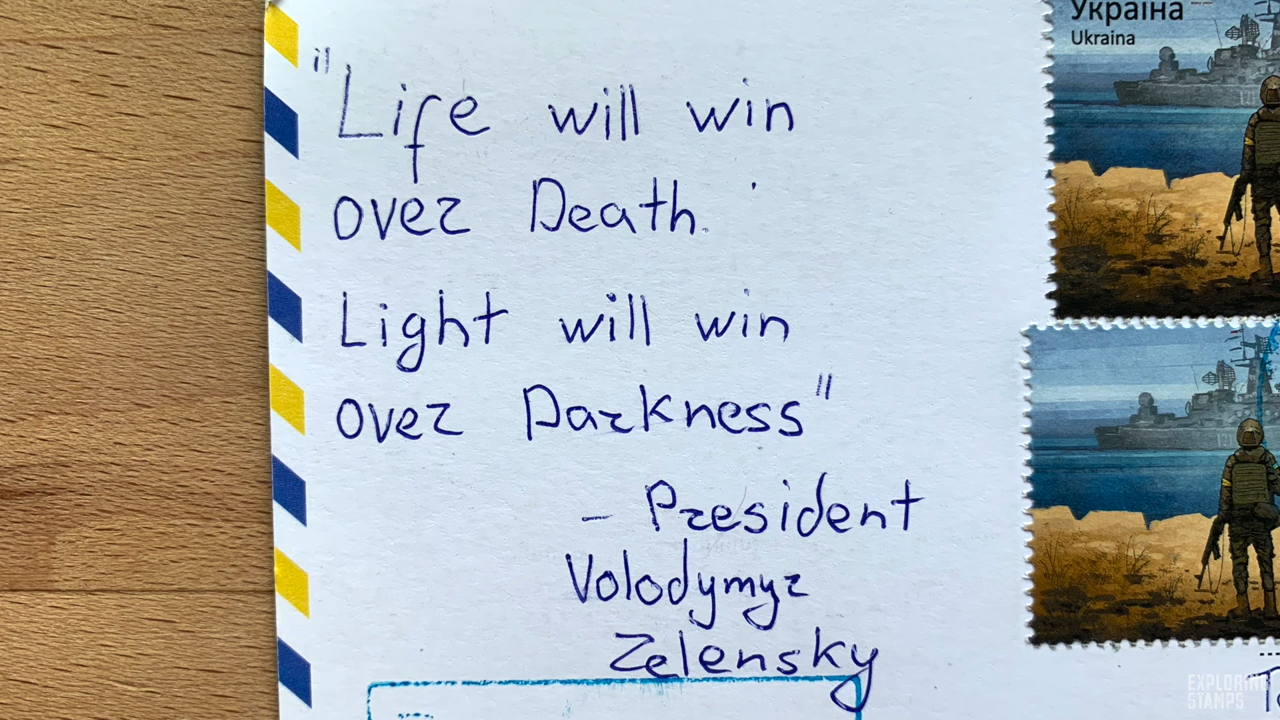 "Life will win
over Death.
Light will win
over Darkness"
- President
Volodymyr
Zelensky
Україна
Ukraina
EXPLORING
STAMPS